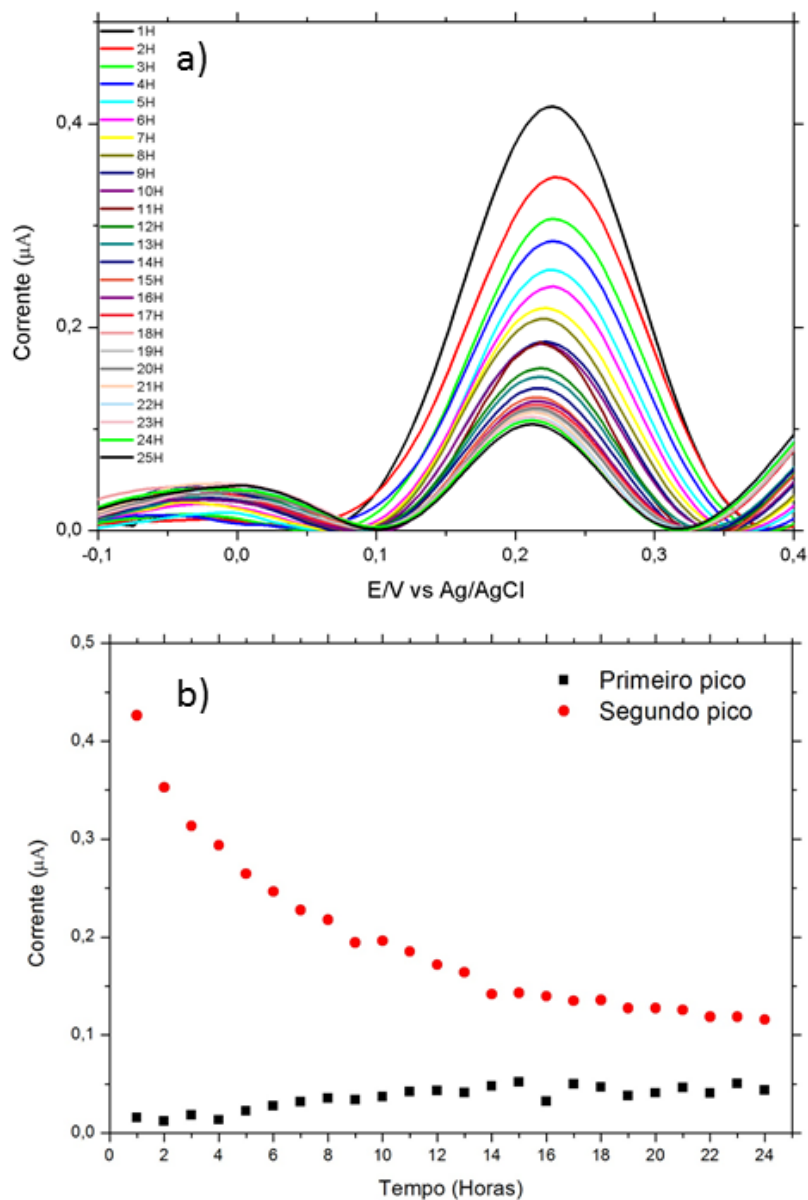 a)
1H
2H
3H
4H
5H
6H
7H
8H
9H
10H
11H
12H
13H
14H
15H
16H
17H
18H
19H
20H
21H
22H
23H
24H
25H
0,4
0,2
0,0
Corrente (µA)
-0,1 0,0 0,1 0,2 0,3 0,4
E/V vs Ag/AgCl
b)
Primeiro pico
Segundo pico
0,5
0,4
0,3
0,2
0,1
0,0
Corrente (µA)
0 2 4 6 8 10 12 14 16 18 20 22 24
Tempo (Horas)